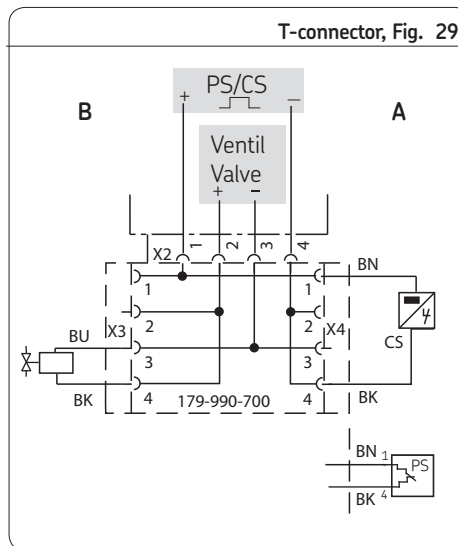 T-connector, Fig. 29
PS/CS
B
A
+
−
Ventil
Valve
+ −
X2
1 2 3 4
BN
1 1
2 2
X3 X4
BU
CS
3 3
BK
4 179-990-700 4
BK
BN 1 PS
BK 4